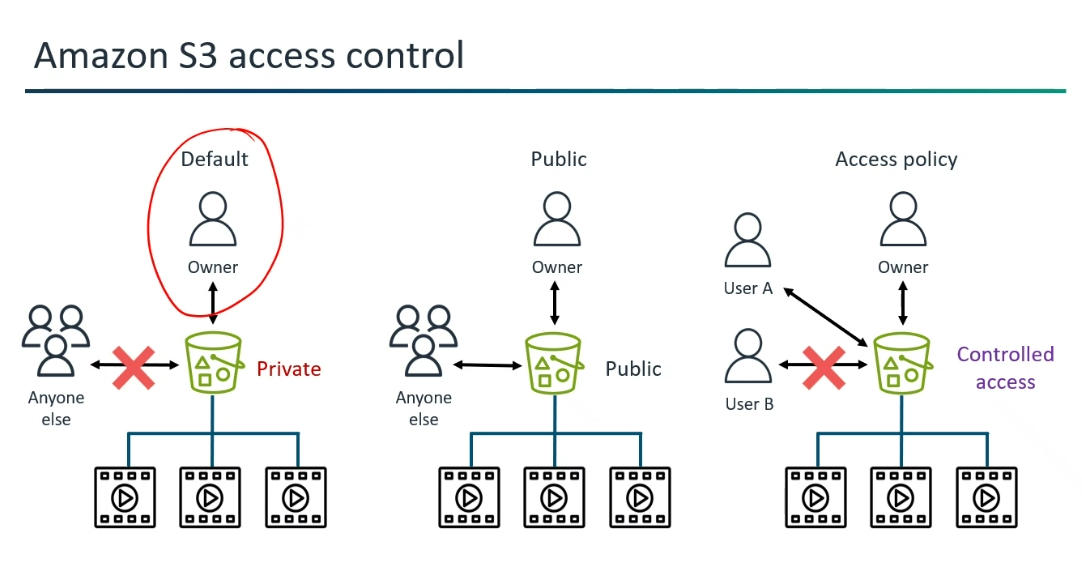 Amazon S3 access control
Default
Owner
Anyone
else
Private
Public
Owner
Anyone
else
Public
Access policy
Owner
User A
User B
Controlled
access